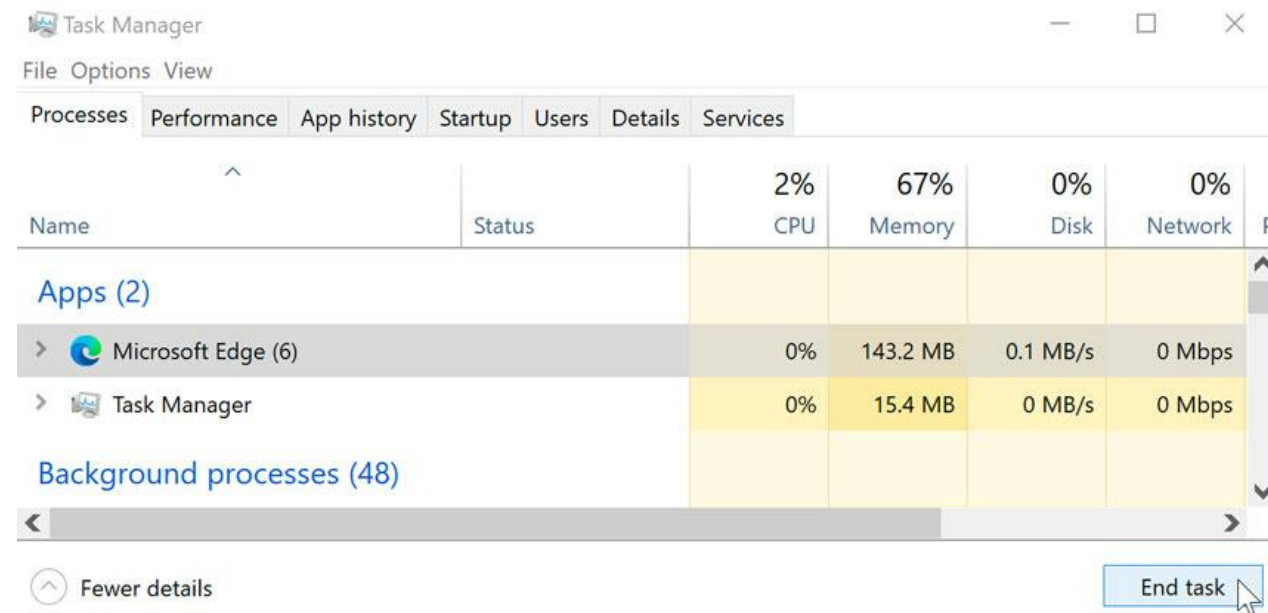 Task Manager
File Options View
Processes Performance App history Startup Users Details Services
2% 67% 0% 0%
Name Status CPU Memory Disk Network
Apps (2)
Microsoft Edge (6) 0% 143.2 MB 0.1 MB/s 0 Mbps
Task Manager 0% 15.4 MB 0 MB/s 0 Mbps
Background processes (48)
Fewer details End task